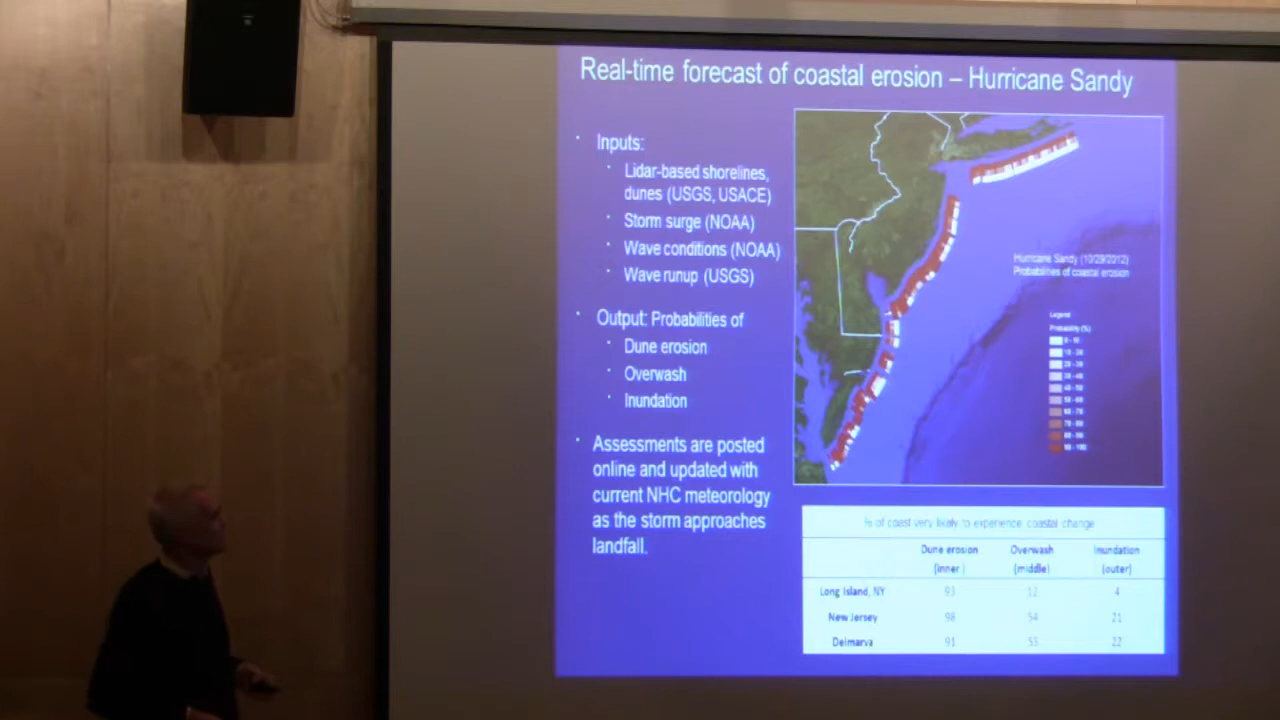 Real-time forecast of coastal erosion – Hurricane Sandy
Inputs:
Lidar-based shorelines,
dunes (USGS, USACE)
Storm surge (NOAA)
Wave conditions (NOAA)
Wave runup (USGS)
Output: Probabilities of
Dune erosion
Overwash
Inundation
Assessments are posted
online and updated with
current NHC meteorology
as the storm approaches
landfall.
Hurricane Sandy (10/29/2012)
Probabilities of coastal erosion
Legend
Probability (%)
0 - 10
10 - 20
20 - 30
30 - 40
40 - 50
50 - 60
60 - 70
70 - 80
80 - 90
90 - 100
% of coast very likely to experience coastal change
Dune erosion Overwash Inundation
(inner) (middle) (outer)
Long Island, NY 93 12 4
New Jersey 98 54 21
Delmarva 91 55 22